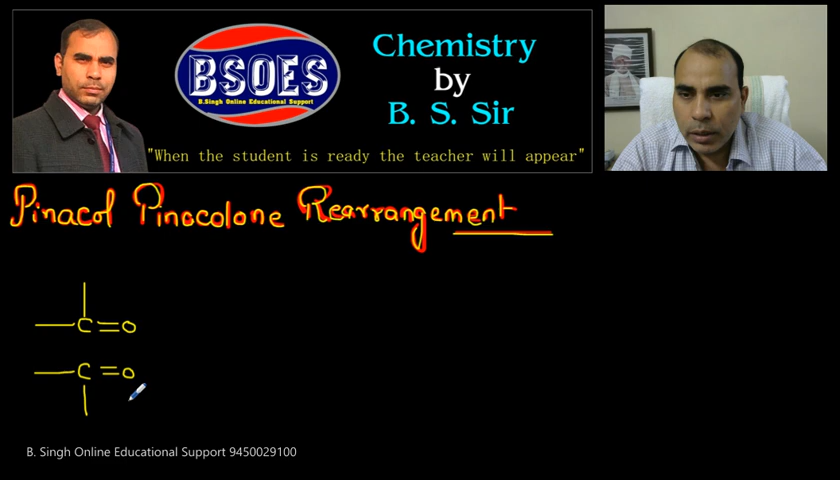 BSOES
B.Singh Online Educational Support
Chemistry
by
B. S. Sir
"When the student is ready the teacher will appear"
Pinacol Pinacolone Rearrangement
C=O
C=O
B. Singh Online Educational Support 9450029100